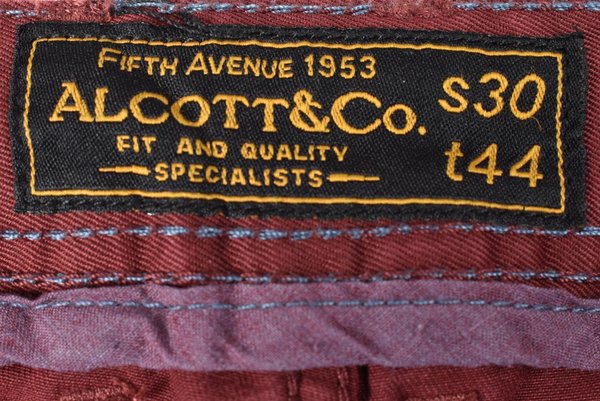 FIFTH AVENUE 1953
ALCOTT&CO.
FIT AND QUALITY
SPECIALISTS
s30
t44